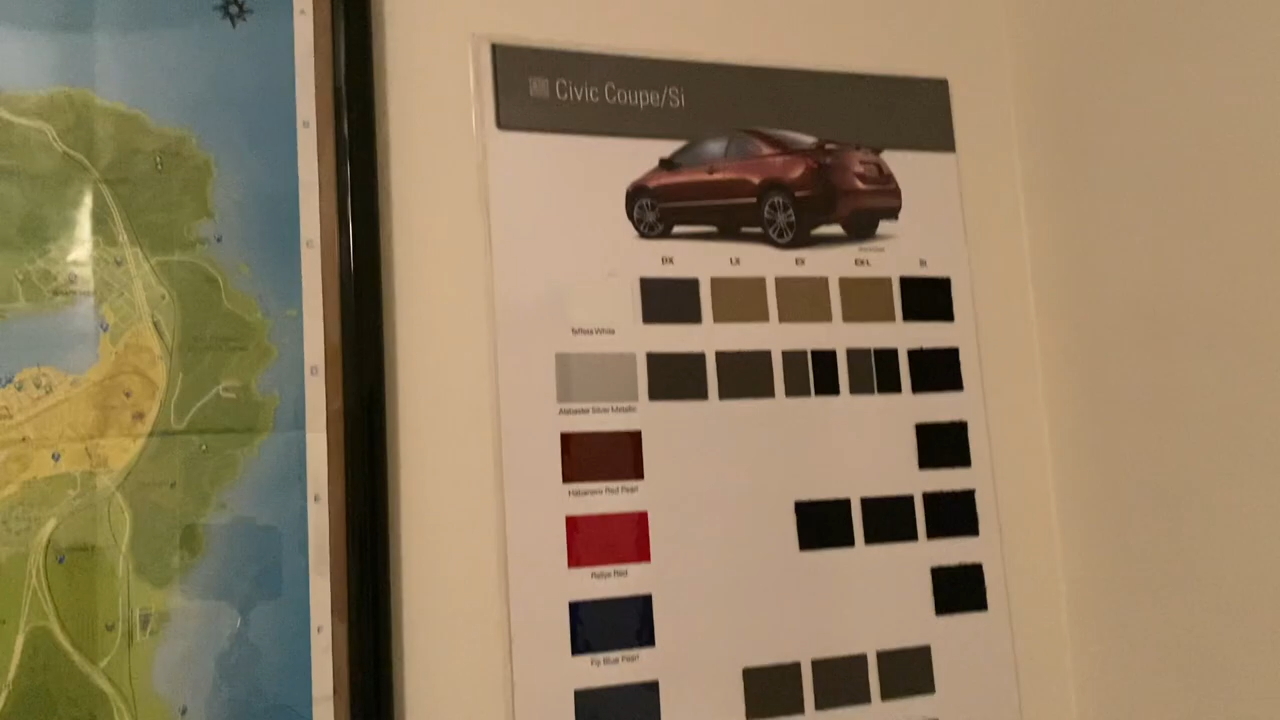 Civic Coupe/Si
DX LX EX EX-L Si
Taffeta White
Alabaster Silver Metallic
Habanero Red Pearl
Rallye Red
Fiji Blue Pearl